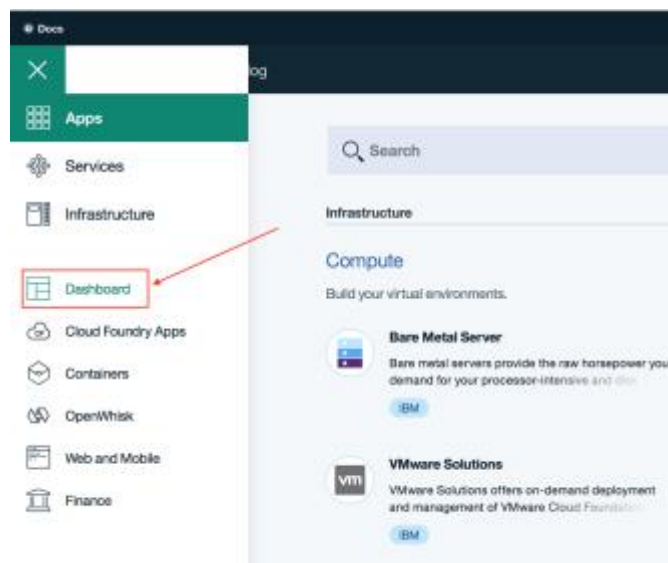 Docs
og
Apps
Services
Infrastructure
Dashboard
Cloud Foundry Apps
Containers
OpenWhisk
Web and Mobile
Finance
Search
Infrastructure
Compute
Build your virtual environments.
Bare Metal Server
Bare metal servers provide the raw horsepower you
demand for your processor-intensive and
IBM
vm
VMware Solutions
VMware Solutions offers on-demand deployment
and management of VMware Cloud
IBM